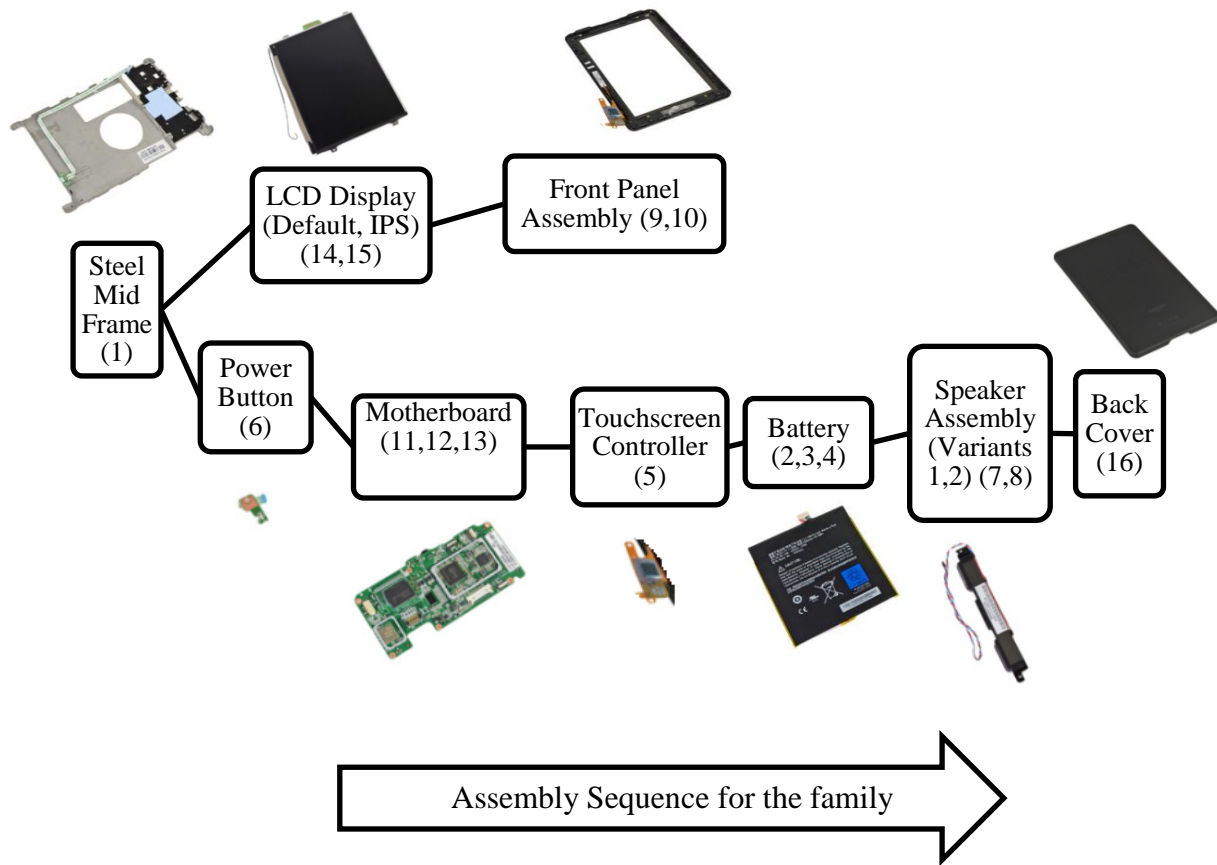 LCD Display
(Default, IPS)
(14,15)
Front Panel
Assembly (9,10)
Steel
Mid
Frame
(1)
Power
Button
(6)
Motherboard
(11,12,13)
Touchscreen
Controller
(5)
Battery
(2,3,4)
Speaker
Assembly
(Variants
1,2) (7,8)
Back
Cover
(16)
Assembly Sequence for the family